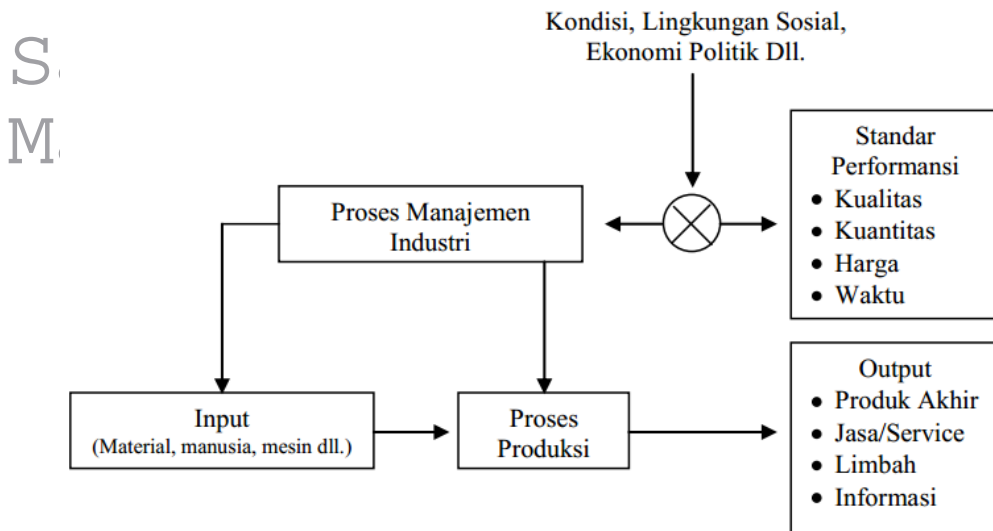 Kondisi, Lingkungan Sosial,
Ekonomi Politik Dll.
Standar
Performansi
• Kualitas
• Kuantitas
• Harga
• Waktu
Proses Manajemen
Industri
Input
(Material, manusia, mesin dll.)
Proses
Produksi
Output
• Produk Akhir
• Jasa/Service
• Limbah
• Informasi